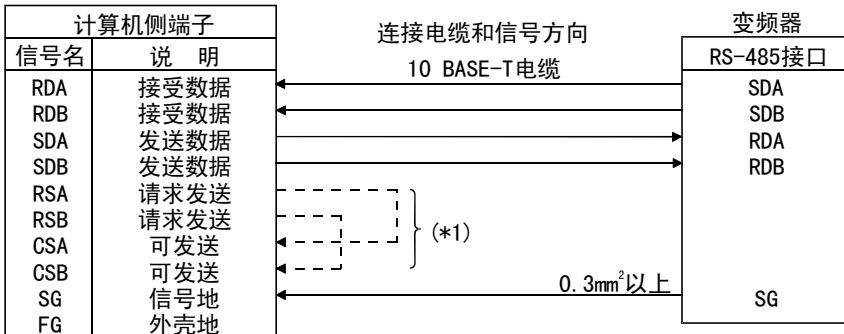 计算机侧端子
连接电缆和信号方向
变频器
信号名 说 明
10 BASE-T电缆
RS-485接口
RDA 接受数据 SDA
RDB 接受数据 SDB
SDA 发送数据 RDA
SDB 发送数据 RDB
RSA 请求发送
RSB 请求发送
(*1)
CSA 可发送
CSB 可发送
0.3mm²以上
SG 信号地 SG
FG 外壳地